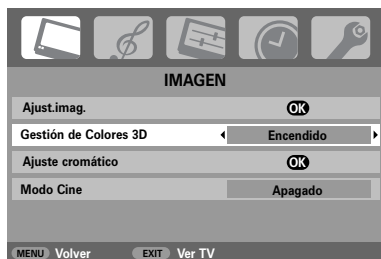 IMAGEN
Ajust.imag. OK
Gestión de Colores 3D Encendido
Ajuste cromático OK
Modo Cine Apagado
MENU Volver EXIT Ver TV